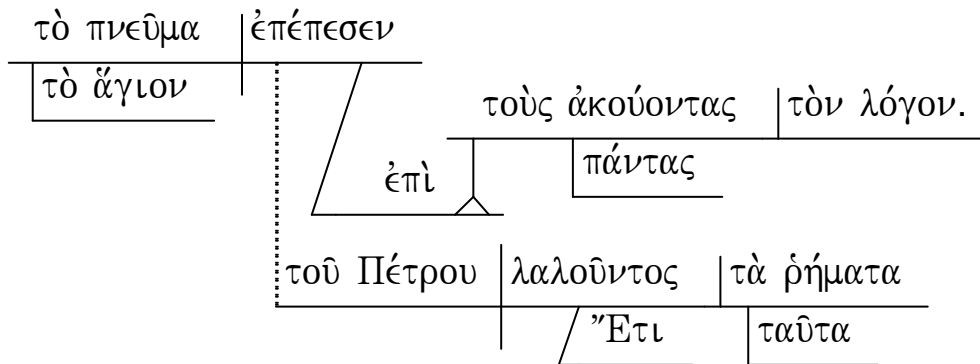 τὸ πνεῦμα ἐπέπεσεν
τὸ ἅγιον
τοὺς ἀκούοντας τὸν λόγον.
ἐπὶ πάντας
τοῦ Πέτρου λαλοῦντος τὰ ῥήματα
Ἔτι ταῦτα